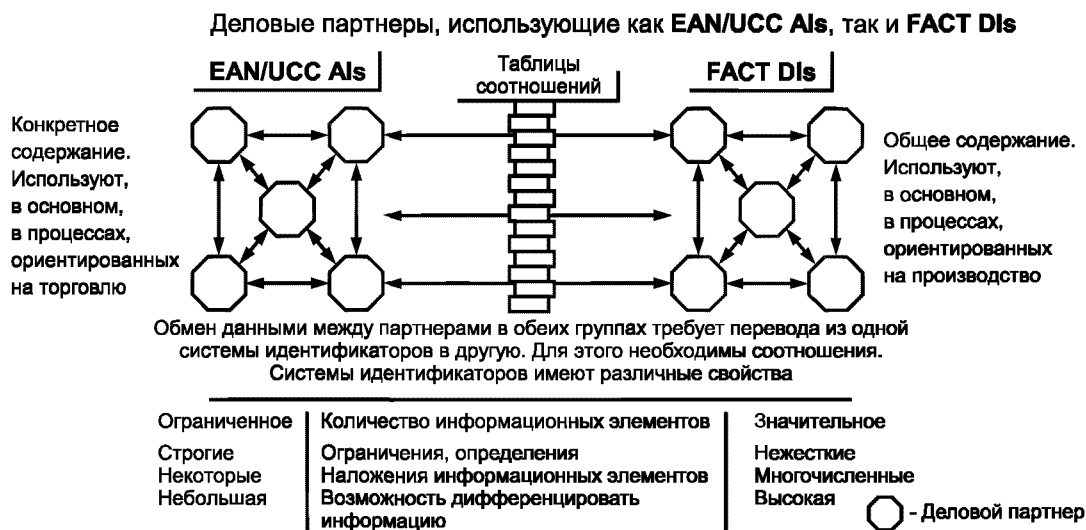 Деловые партнеры, использующие как EAN/UCC AIs, так и FACT DIs
EAN/UCC AIs
Таблицы
соотношений
FACT DIs
Конкретное
содержание.
Используют,
в основном,
в процессах,
ориентированных
на торговлю
Общее содержание.
Используют,
в основном,
в процессах,
ориентированных
на производство
Обмен данными между партнерами в обеих группах требует перевода из одной
системы идентификаторов в другую. Для этого необходимы соотношения.
Системы идентификаторов имеют различные свойства
Ограниченное Количество информационных элементов Значительное
Строгие Ограничения, определения Нежесткие
Некоторые Наложения информационных элементов Многочисленные
Небольшая Возможность дифференцировать Высокая
информацию
- Деловой партнер